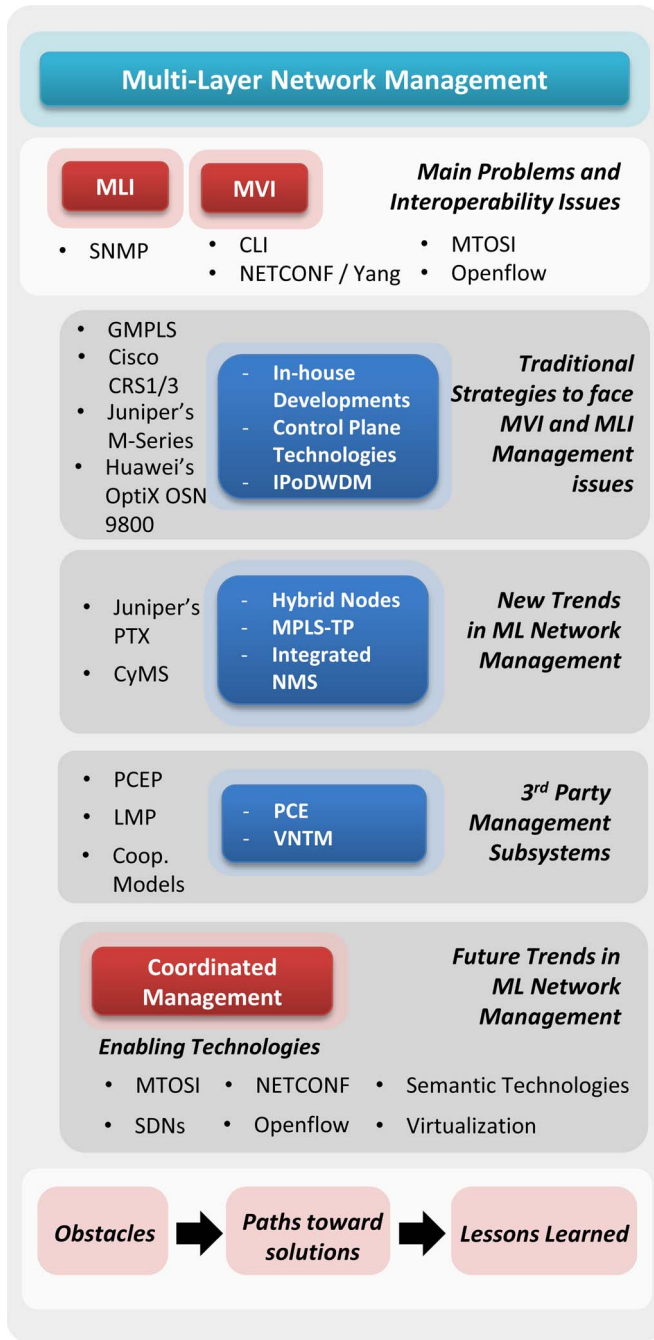 Multi-Layer Network Management
MLI
MVI
Main Problems and
Interoperability Issues
• SNMP
• CLI
• NETCONF / Yang
• MTOSI
• Openflow
• GMPLS
• Cisco
CRS1/3
• Juniper's
M-Series
• Huawei's
OptiX OSN
9800
- In-house
Developments
- Control Plane
Technologies
- IPoDWDM
Traditional
Strategies to face
MVI and MLI
Management
issues
• Juniper's
PTX
• CyMS
- Hybrid Nodes
- MPLS-TP
- Integrated
NMS
New Trends
in ML Network
Management
• PCEP
• LMP
• Coop.
Models
- PCE
- VNTM
3rd Party
Management
Subsystems
Coordinated
Management
Future Trends in
ML Network
Management
Enabling Technologies
• MTOSI
• NETCONF
• Semantic Technologies
• SDNs
• Openflow
• Virtualization
Obstacles
Paths toward
solutions
Lessons Learned